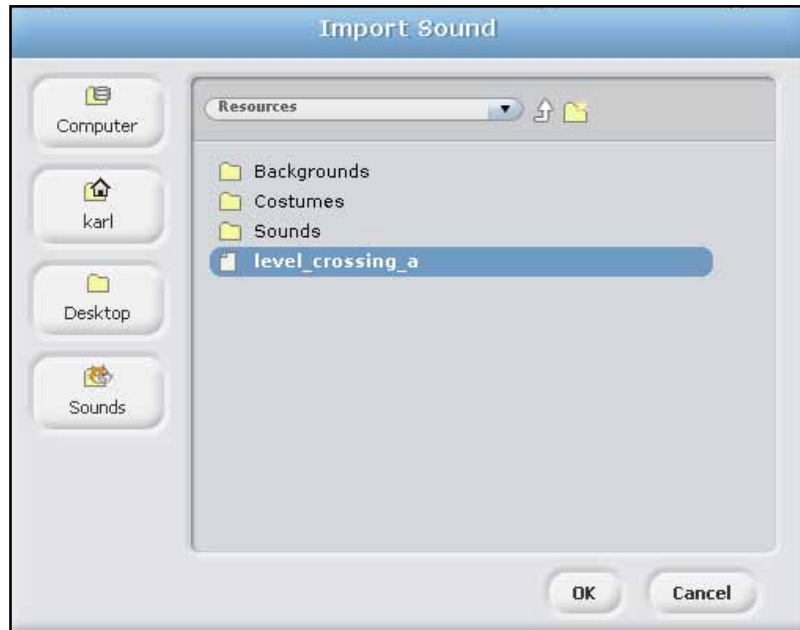 Import Sound
Computer
karl
Desktop
Sounds
Resources
Backgrounds
Costumes
Sounds
level_crossing_a
OK
Cancel